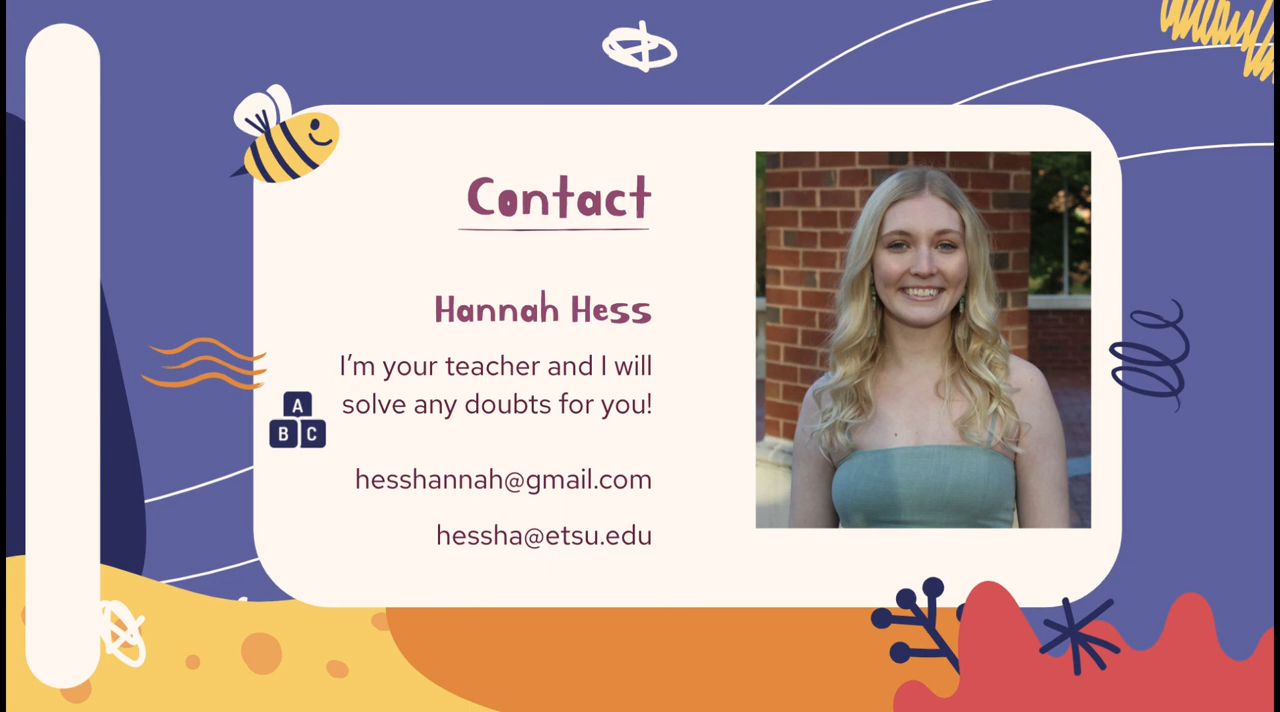 Contact
Hannah Hess
I’m your teacher and I will
solve any doubts for you!
A
B C
hesshannah@gmail.com
hessha@etsu.edu